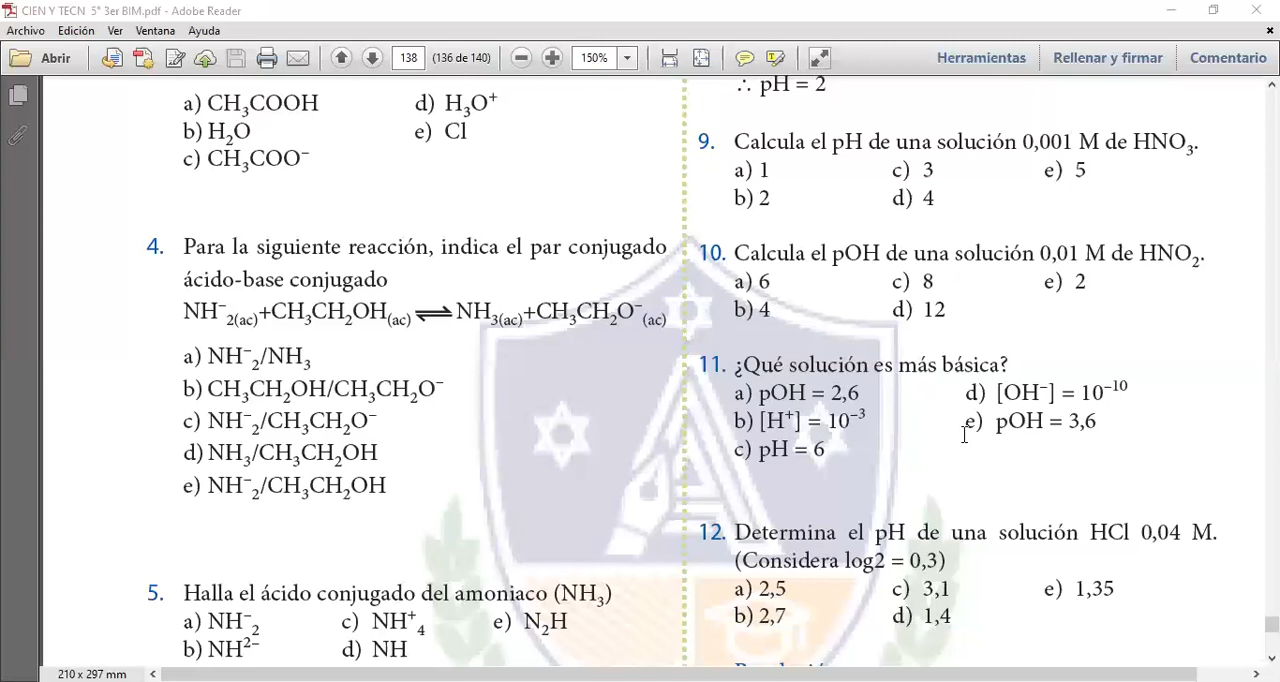 CIEN Y TECN 5° 3er BIM.pdf - Adobe Reader
Archivo Edición Ver Ventana Ayuda
Abrir 138 (136 de 140) 150% Herramientas Rellenar y firmar Comentario
a) CH₃COOH d) H₃O⁺
b) H₂O e) Cl
c) CH₃COO⁻
4. Para la siguiente reacción, indica el par conjugado
ácido-base conjugado
NH⁻₂(ac)+CH₃CH₂OH(ac) ⇌ NH₃(ac)+CH₃CH₂O⁻(ac)
a) NH⁻₂/NH₃
b) CH₃CH₂OH/CH₃CH₂O⁻
c) NH⁻₂/CH₃CH₂O⁻
d) NH₃/CH₃CH₂OH
e) NH⁻₂/CH₃CH₂OH
5. Halla el ácido conjugado del amoniaco (NH₃)
a) NH⁻₂ c) NH⁺₄ e) N₂H
b) NH²⁻ d) NH
∴ pH = 2
9. Calcula el pH de una solución 0,001 M de HNO₃.
a) 1 c) 3 e) 5
b) 2 d) 4
10. Calcula el pOH de una solución 0,01 M de HNO₂.
a) 6 c) 8 e) 2
b) 4 d) 12
11. ¿Qué solución es más básica?
a) pOH = 2,6 d) [OH⁻] = 10⁻¹⁰
b) [H⁺] = 10⁻³ e) pOH = 3,6
c) pH = 6
12. Determina el pH de una solución HCl 0,04 M.
(Considera log2 = 0,3)
a) 2,5 c) 3,1 e) 1,35
b) 2,7 d) 1,4
210 x 297 mm